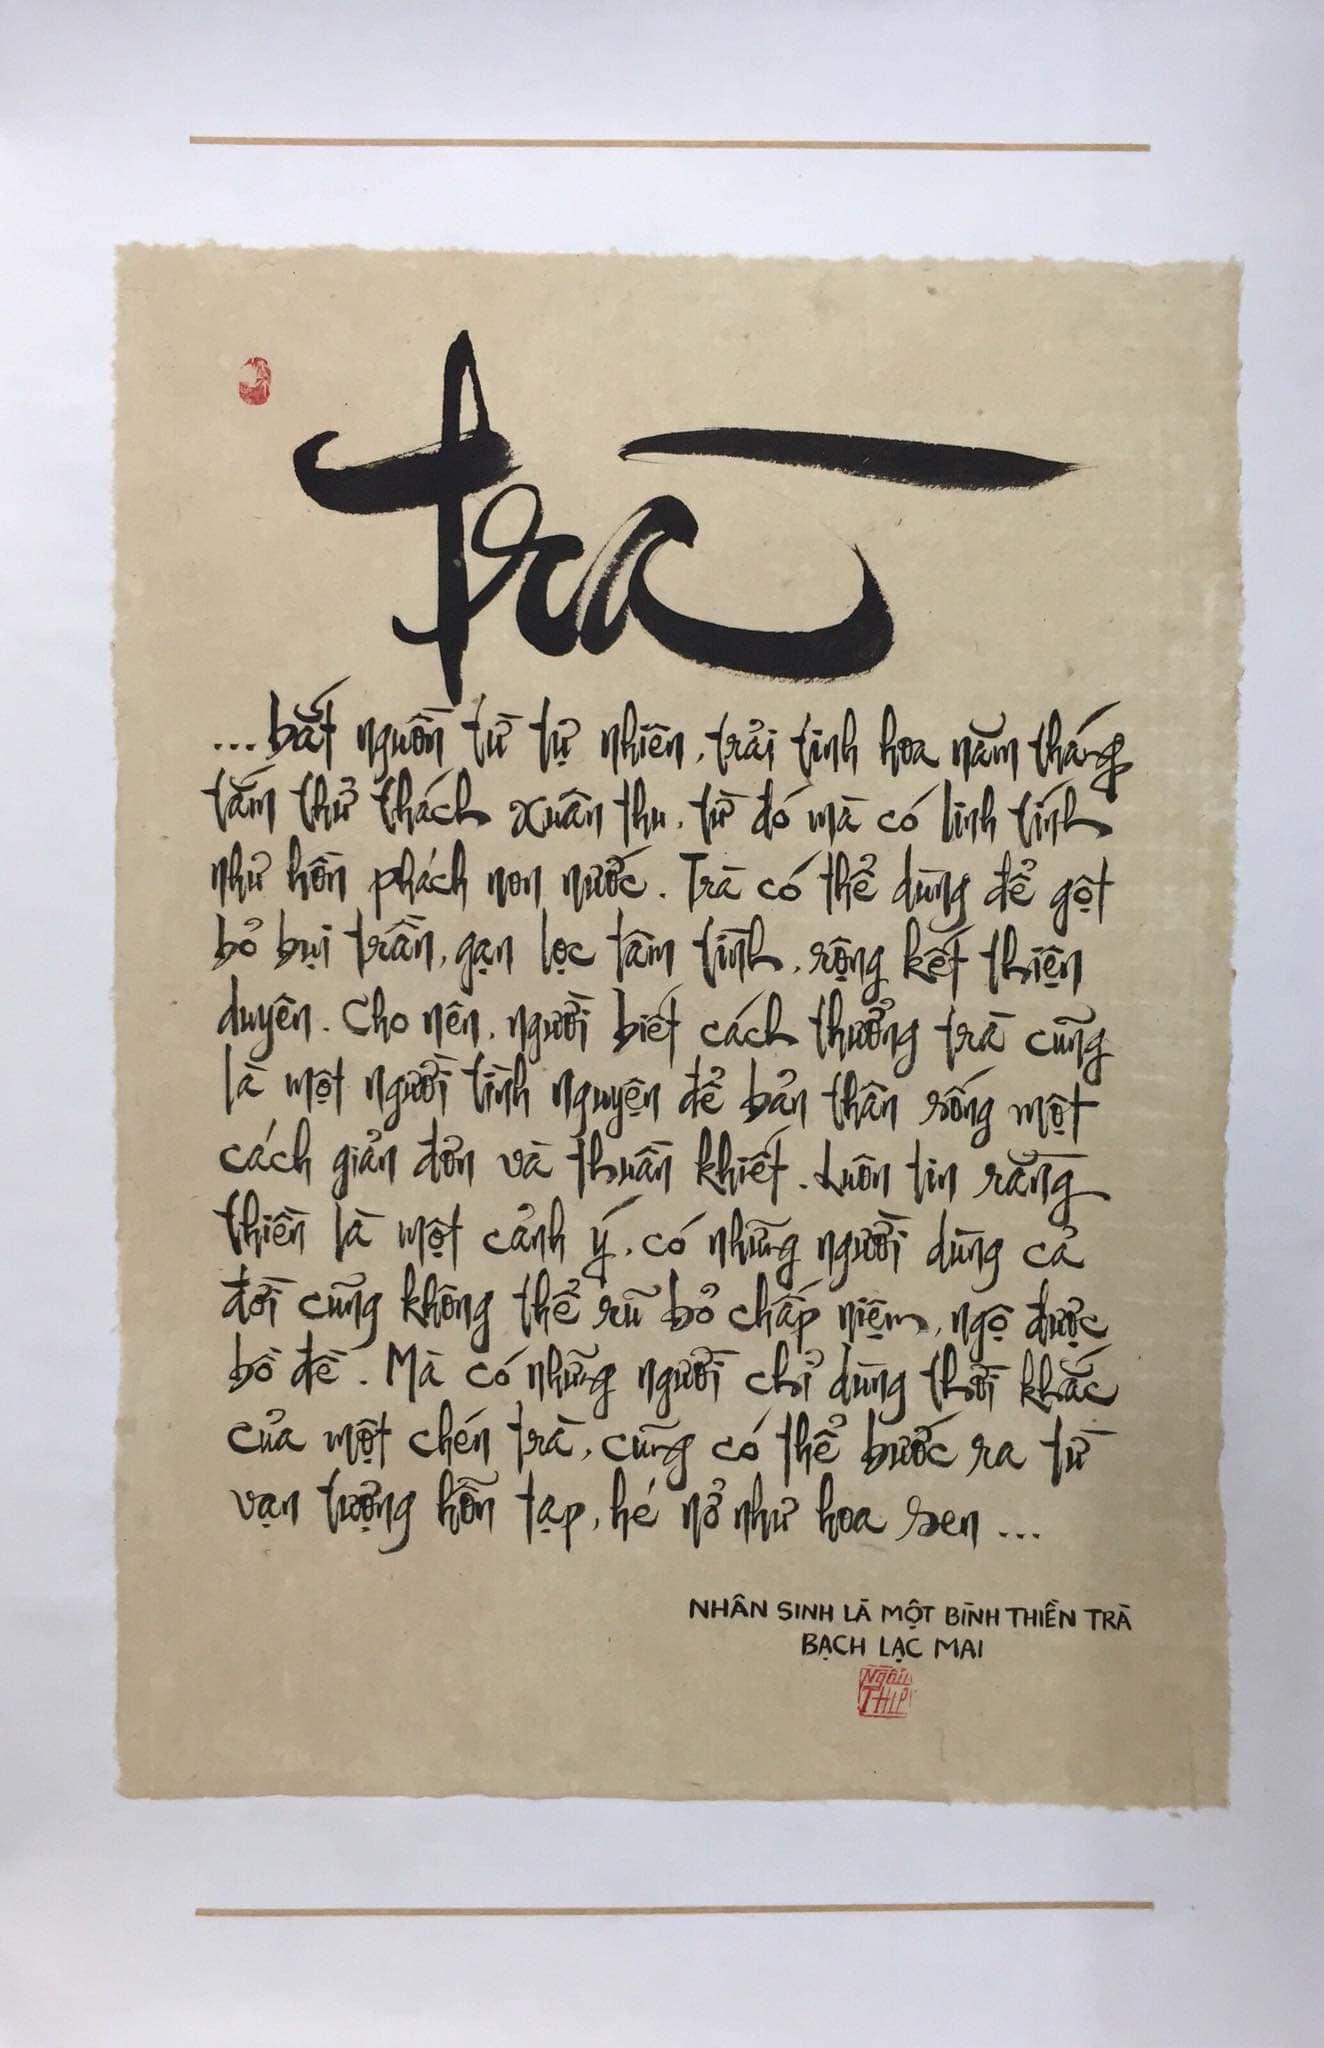 Trà
...bắt nguồn từ tự nhiên, trải tinh hoa năm tháng
tắm thử thách xuân thu, từ đó mà có linh tính
như hồn phách non nước. Trà có thể dùng để gột
bỏ bụi trần, gạn lọc tâm tình, rộng kết thiện
duyên. Cho nên, người biết cách thưởng trà cũng
là một người tình nguyện để bản thân sống một
cách giản đơn và thuần khiết. Luôn tin rằng
thiền là một cảnh ý, có những người dùng cả
đời cũng không thể rũ bỏ chấp niệm, ngộ được
bồ đề. Mà có những người chỉ dùng thời khắc
của một chén trà, cũng có thể bước ra từ
vạn tượng hỗn tạp, hé nở như hoa sen...
NHÂN SINH LÀ MỘT BÌNH THIỀN TRÀ
BẠCH LẠC MAI